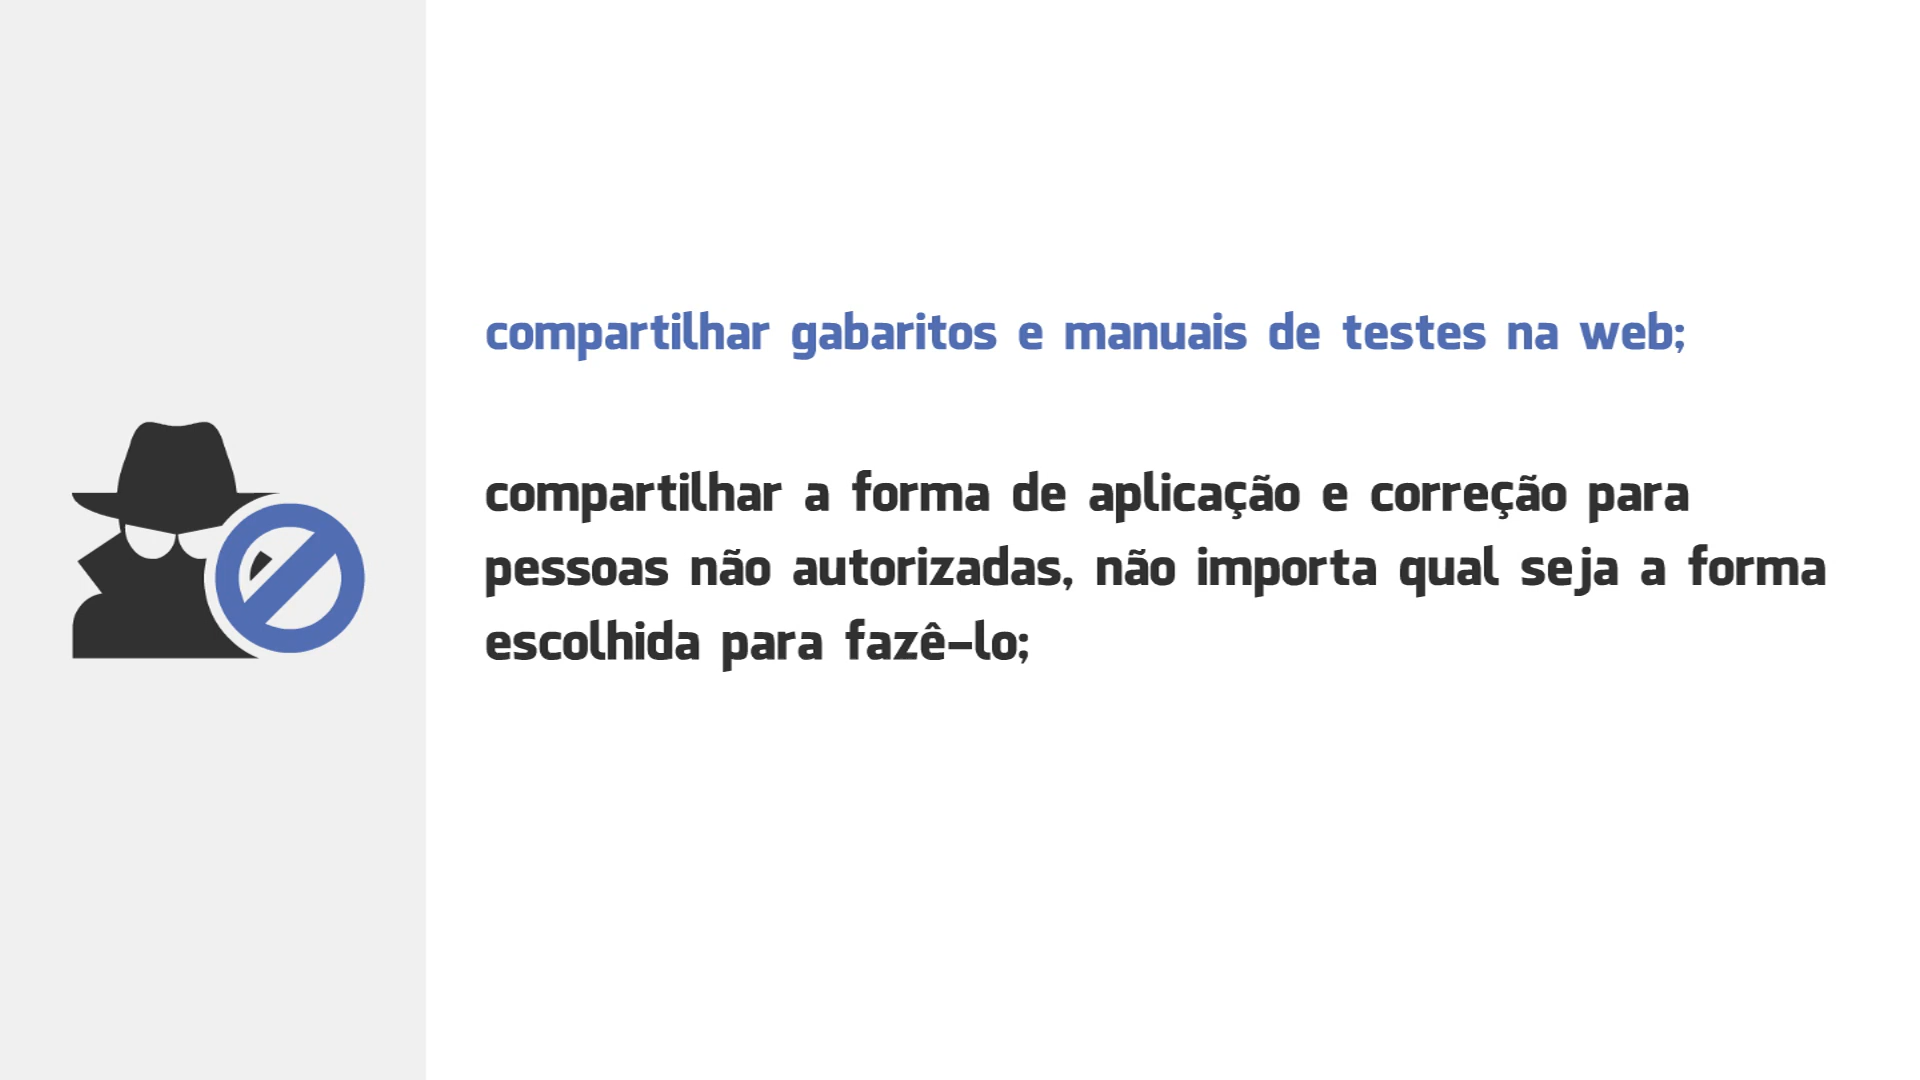 compartilhar gabaritos e manuais de testes na web;
compartilhar a forma de aplicação e correção para
pessoas não autorizadas, não importa qual seja a forma
escolhida para fazê-lo;